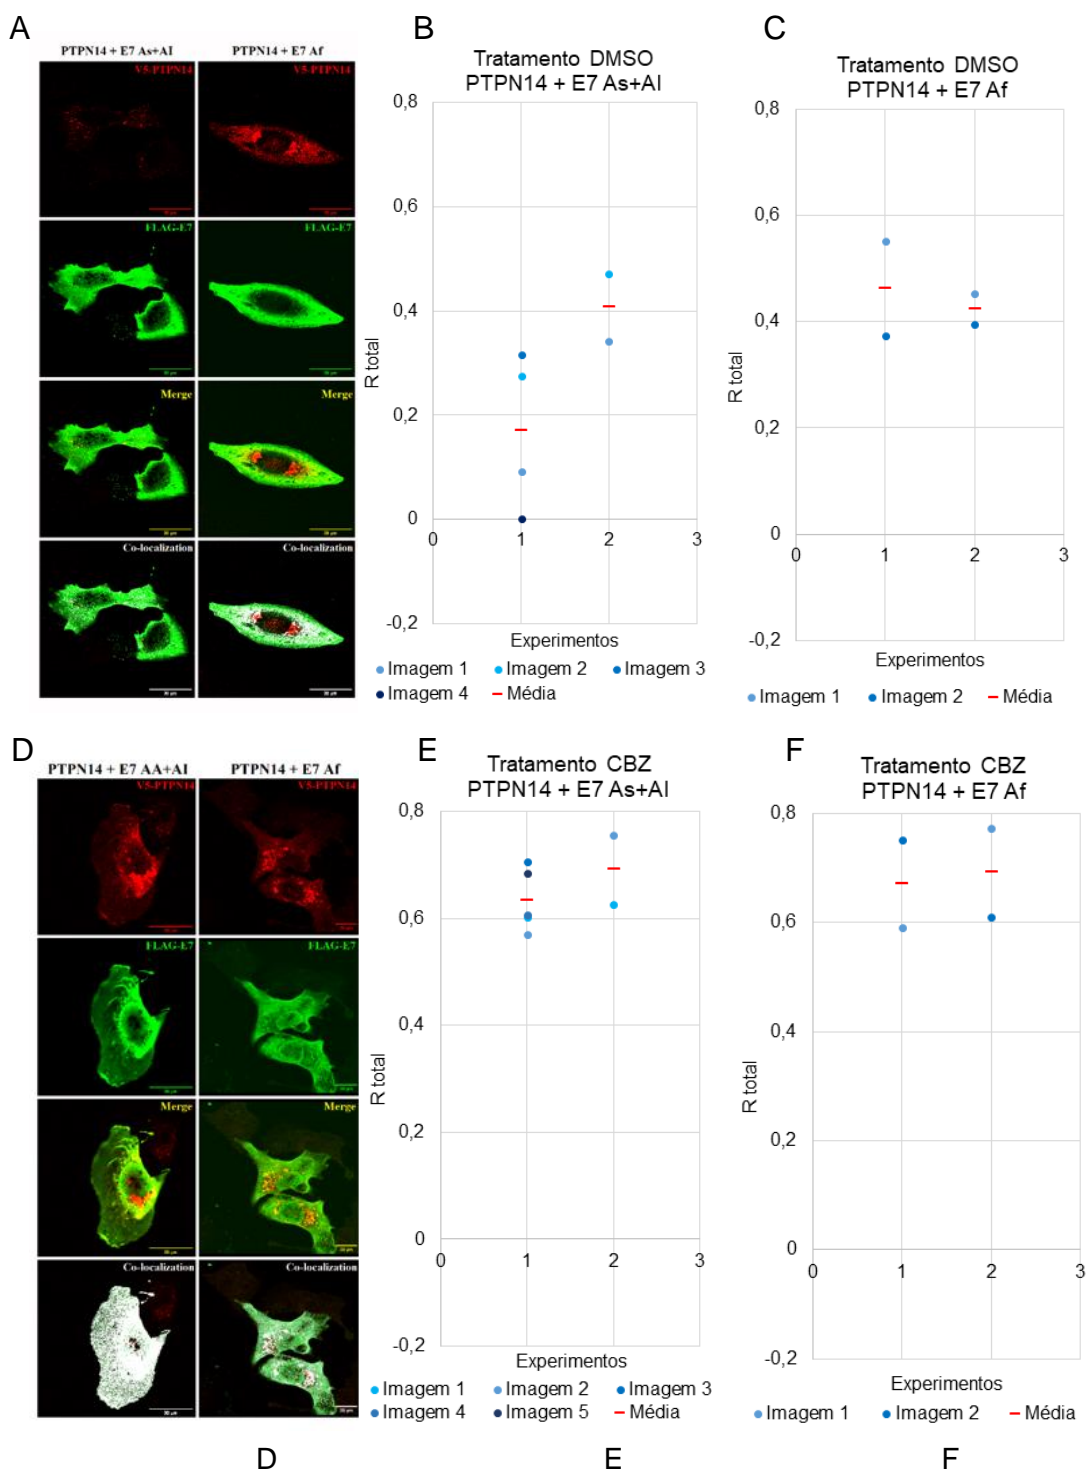 A
PTPN14 + E7 As+AI
PTPN14 + E7 Af
V5-PTPN14
V5-PTPN14
FLAG-E7
FLAG-E7
Merge
Merge
Co-localization
Co-localization
B
Tratamento DMSO
PTPN14 + E7 As+AI
0,8
0,6
0,4
0,2
0
-0,2
R total
0 1 2 3
Experimentos
Imagem 1 Imagem 2 Imagem 3
Imagem 4 Média
C
Tratamento DMSO
PTPN14 + E7 Af
0,8
0,6
0,4
0,2
0
-0,2
R total
0 1 2 3
Experimentos
Imagem 1 Imagem 2 Média
D
PTPN14 + E7 AA+AI
PTPN14 + E7 Af
V5-PTPN14
V5-PTPN14
FLAG-E7
FLAG-E7
Merge
Merge
Co-localization
Co-localization
E
Tratamento CBZ
PTPN14 + E7 As+AI
0,8
0,6
0,4
0,2
0
-0,2
R total
0 1 2 3
Experimentos
Imagem 1 Imagem 2 Imagem 3
Imagem 4 Imagem 5 Média
F
Tratamento CBZ
PTPN14 + E7 Af
0,8
0,6
0,4
0,2
0
-0,2
R total
0 1 2 3
Experimentos
Imagem 1 Imagem 2 Média
D E F